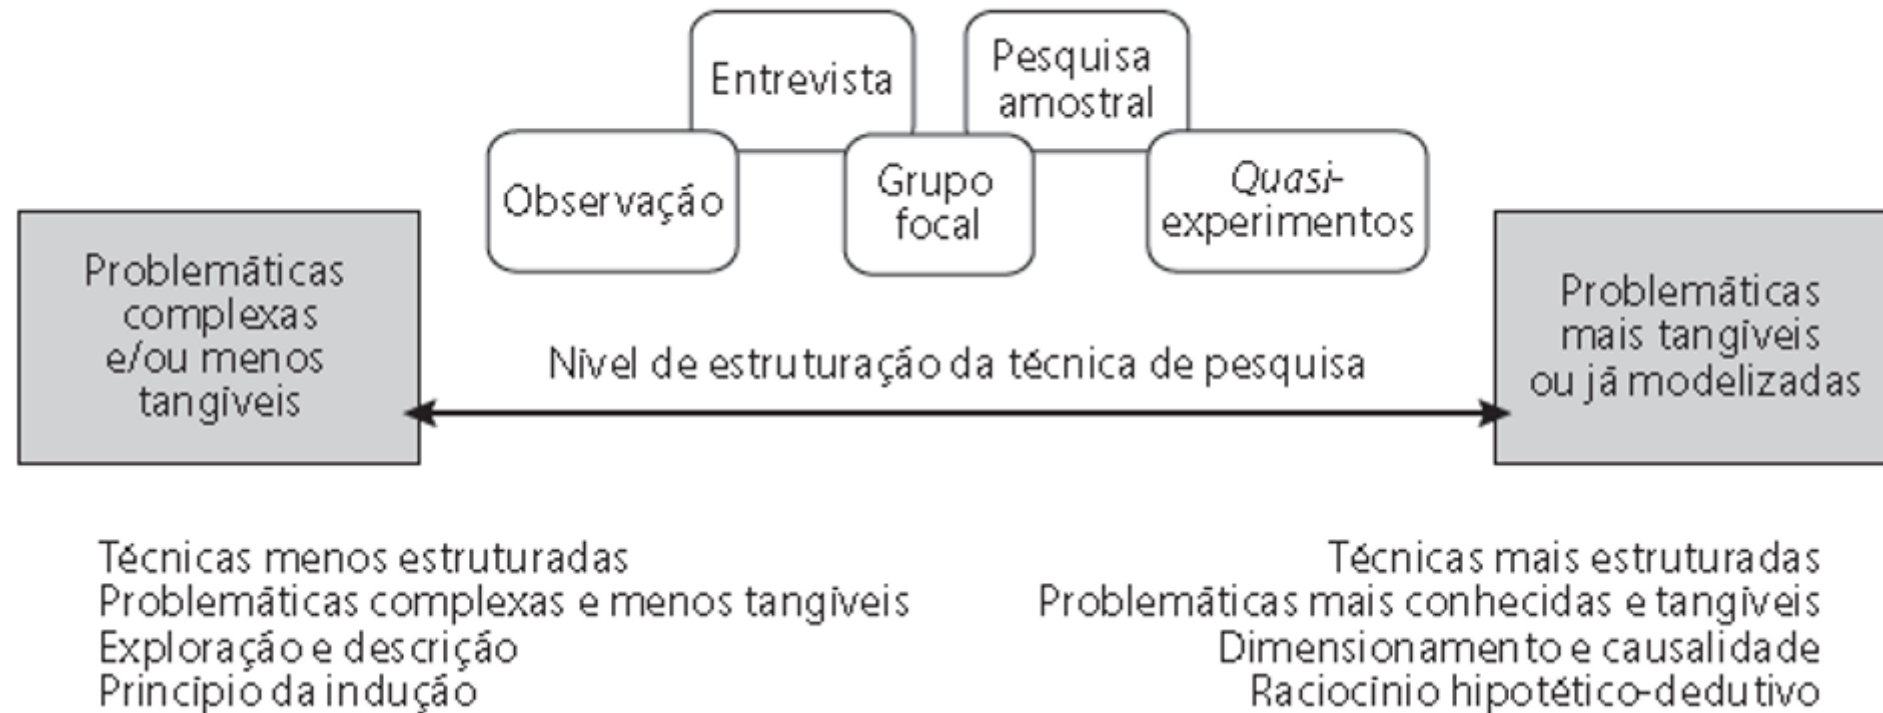 Entrevista
Pesquisa
amostral
Observação
Grupo
focal
Quasi-
experimentos
Problemáticas
complexas
e/ou menos
tangíveis
Nível de estruturação da técnica de pesquisa
Problemáticas
mais tangíveis
ou já modelizadas
Técnicas menos estruturadas
Problemáticas complexas e menos tangíveis
Exploração e descrição
Princípio da indução
Técnicas mais estruturadas
Problemáticas mais conhecidas e tangíveis
Dimensionamento e causalidade
Raciocínio hipotético-dedutivo